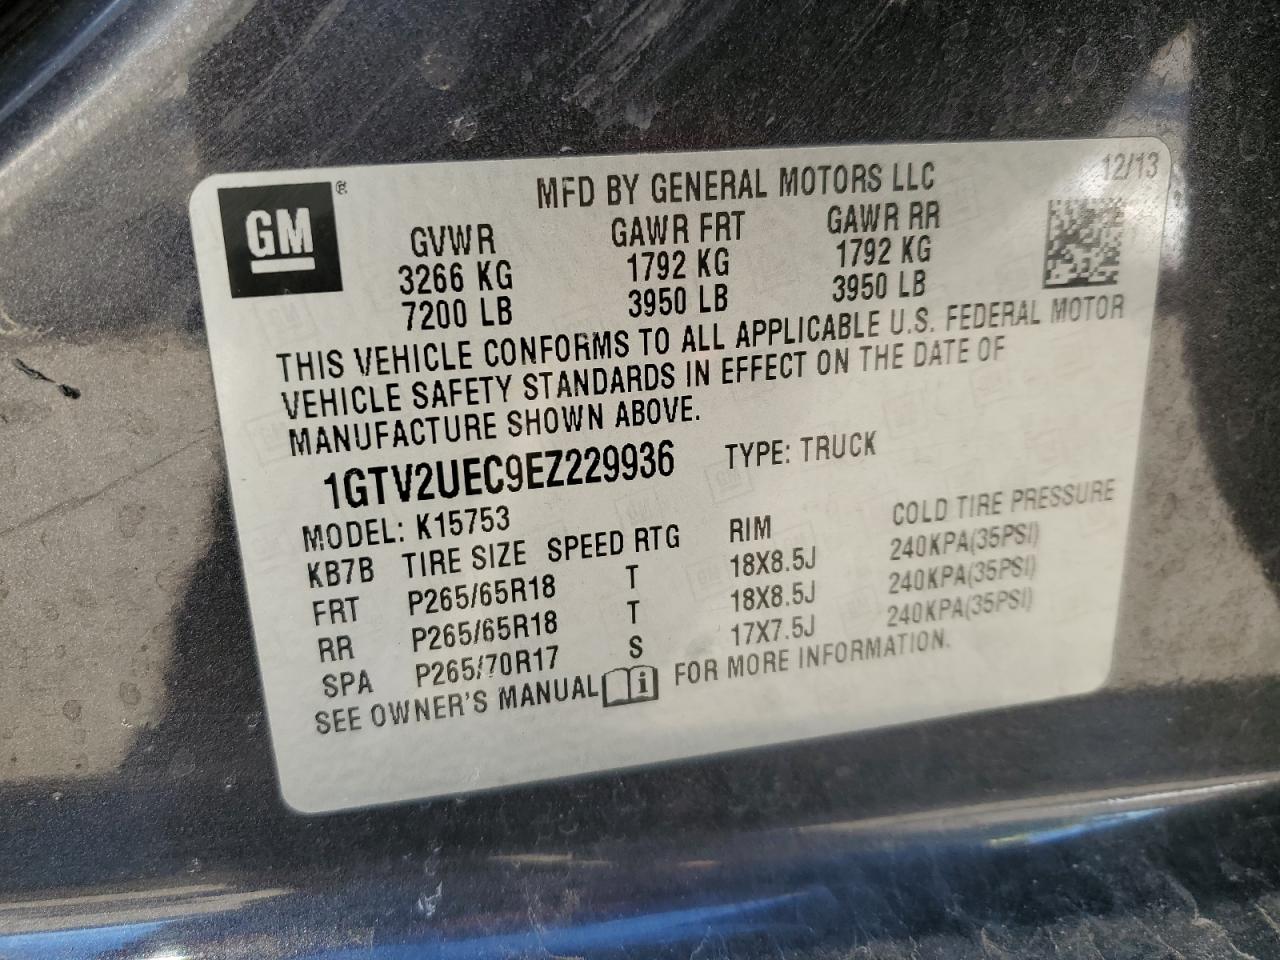 MFD BY GENERAL MOTORS LLC 12/13
GM ®
GVWR GAWR FRT GAWR RR
3266 KG 1792 KG 1792 KG
7200 LB 3950 LB 3950 LB
THIS VEHICLE CONFORMS TO ALL APPLICABLE U.S. FEDERAL MOTOR
VEHICLE SAFETY STANDARDS IN EFFECT ON THE DATE OF
MANUFACTURE SHOWN ABOVE.
1GTV2UEC9EZ229936 TYPE: TRUCK
MODEL: K15753
KB7B TIRE SIZE SPEED RTG RIM COLD TIRE PRESSURE
FRT P265/65R18 T 18X8.5J 240KPA(35PSI)
RR P265/65R18 T 18X8.5J 240KPA(35PSI)
SPA P265/70R17 S 17X7.5J 240KPA(35PSI)
SEE OWNER'S MANUAL i FOR MORE INFORMATION.